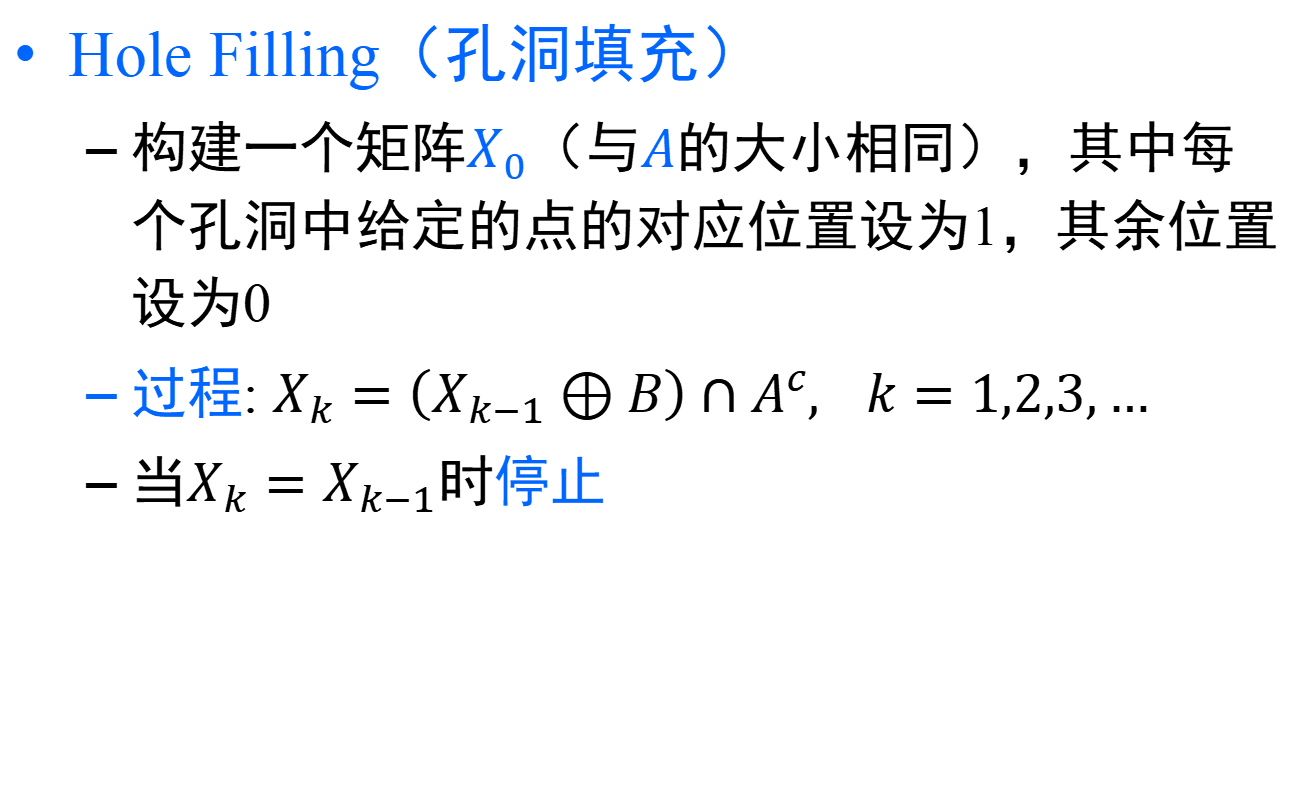 • Hole Filling（孔洞填充）
– 构建一个矩阵X₀（与A的大小相同），其中每
个孔洞中给定的点的对应位置设为1，其余位置
设为0
– 过程: Xₖ = (Xₖ₋₁ ⊕ B) ∩ Aᶜ, k = 1,2,3, …
– 当Xₖ = Xₖ₋₁时停止